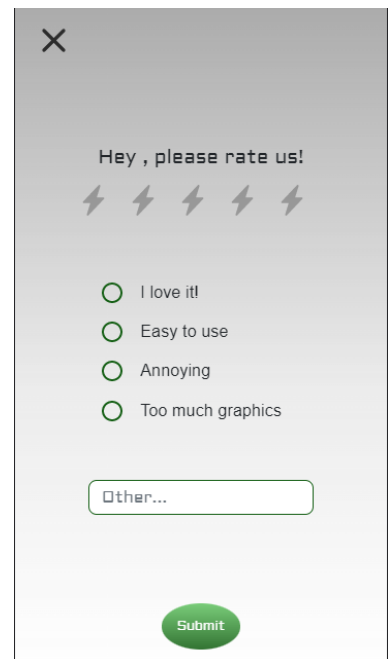 Hey , please rate us!
I love it!
Easy to use
Annoying
Too much graphics
Other...
Submit